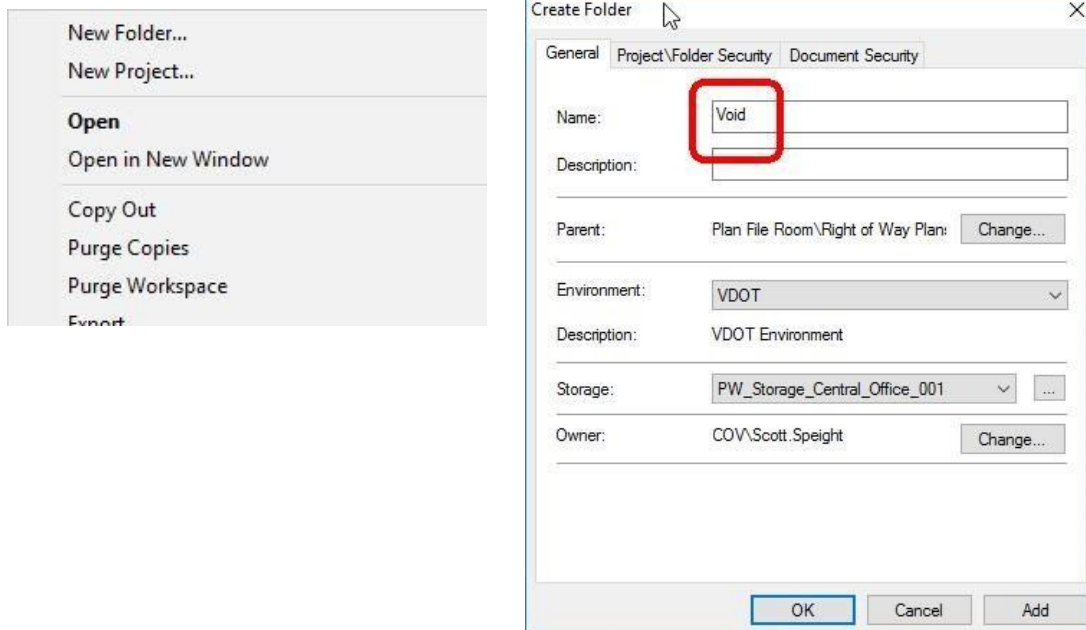 New Folder...
New Project...
Open
Open in New Window
Copy Out
Purge Copies
Purge Workspace
Export
Create Folder
General Project\Folder Security Document Security
Name: Void
Description:
Parent: Plan File Room\Right of Way Plan: Change...
Environment: VDOT
Description: VDOT Environment
Storage: PW_Storage_Central_Office_001 ...
Owner: COV\Scott.Speight Change...
OK Cancel Add